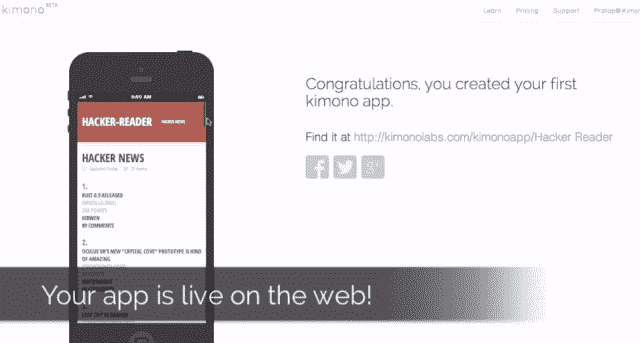 kimono BETA
Learn Pricing Support Pratap@Kimon
9:50 AM
HACKER-READER HACKER-NEWS
HACKER NEWS
Updated Today 27 items
1.
RUST 0.9 RELEASED
KIBWEN
89 COMMENTS
2.
OCULUS VR'S NEW "CRYSTAL COVE" PROTOTYPE IS KIND
OF AMAZING
Congratulations, you created your first
kimono app.
Find it at http://kimonolabs.com/kimonoapp/Hacker Reader
Your app is live on the web!